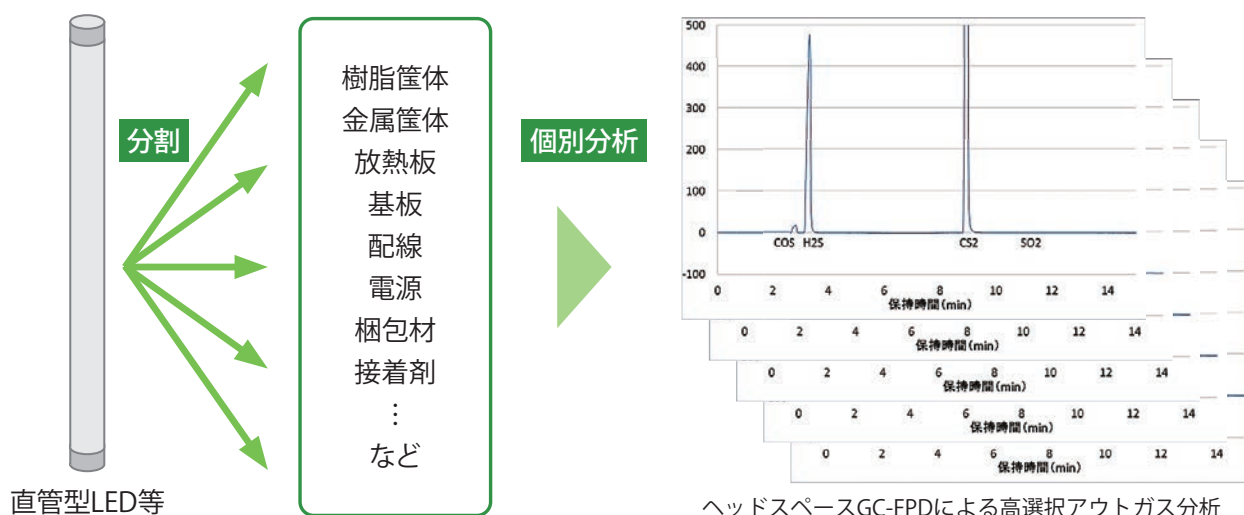 分割
直管型LED等
樹脂筐体
金属筐体
放熱板
基板
配線
電源
梱包材
接着剤
⋮
など
個別分析
500
400
300
200
100
0
-100
COS H2S CS2 SO2
0 2 4 6 8 10 12 14
保持時間(min)
0 2 4 6 8 10 12 14
保持時間(min)
0 2 4 6 8 10 12 14
保持時間(min)
0 2 4 6 8 10 12 14
保持時間(min)
0 2 4 6 8 10 12 14
保持時間(min)
ヘッドスペースGC-FPDによる高選択アウトガス分析